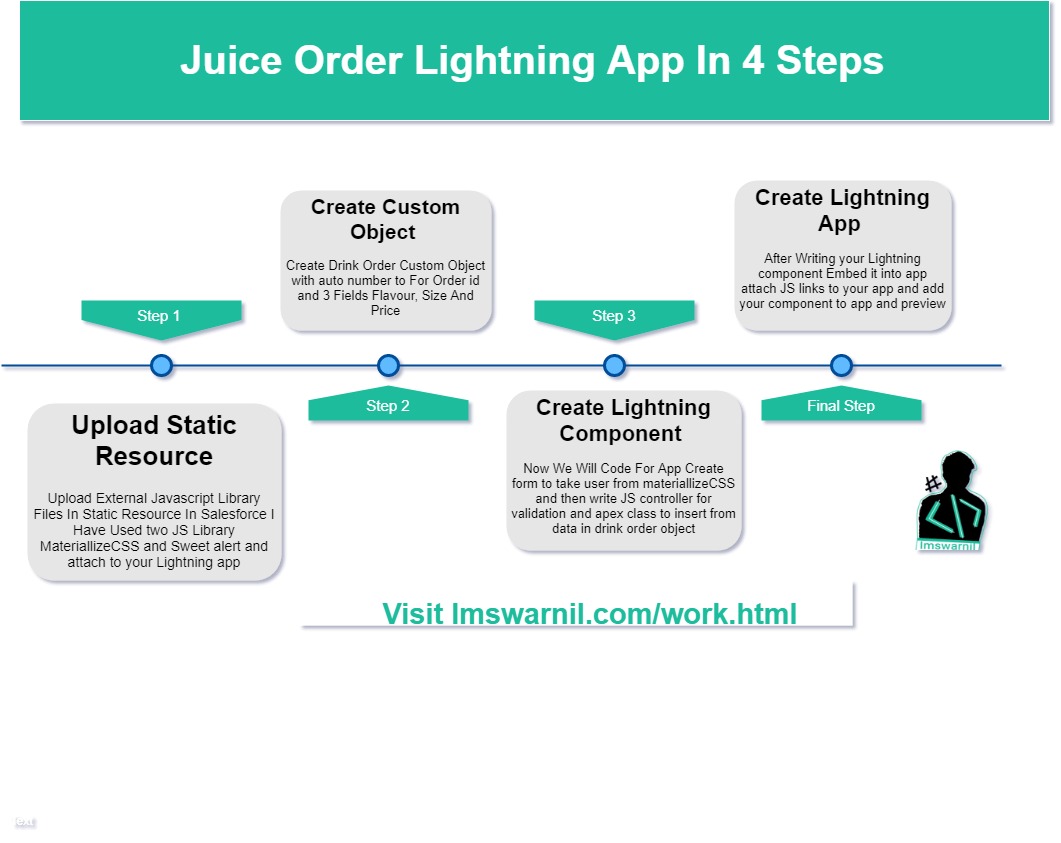 Juice Order Lightning App In 4 Steps
Step 1
Upload Static
Resource
Upload External Javascript Library
Files In Static Resource In Salesforce I
Have Used two JS Library
MateriallizeCSS and Sweet alert and
attach to your Lightning app
Create Custom
Object
Create Drink Order Custom Object
with auto number to For Order id
and 3 Fields Flavour, Size And
Price
Step 2
Step 3
Create Lightning
Component
Now We Will Code For App Create
form to take user from materiallizeCSS
and then write JS controller for
validation and apex class to insert from
data in drink order object
Create Lightning
App
After Writing your Lightning
component Embed it into app
attach JS links to your app and add
your component to app and preview
Final Step
#
</>
Imswarnil
Visit Imswarnil.com/work.html
Text